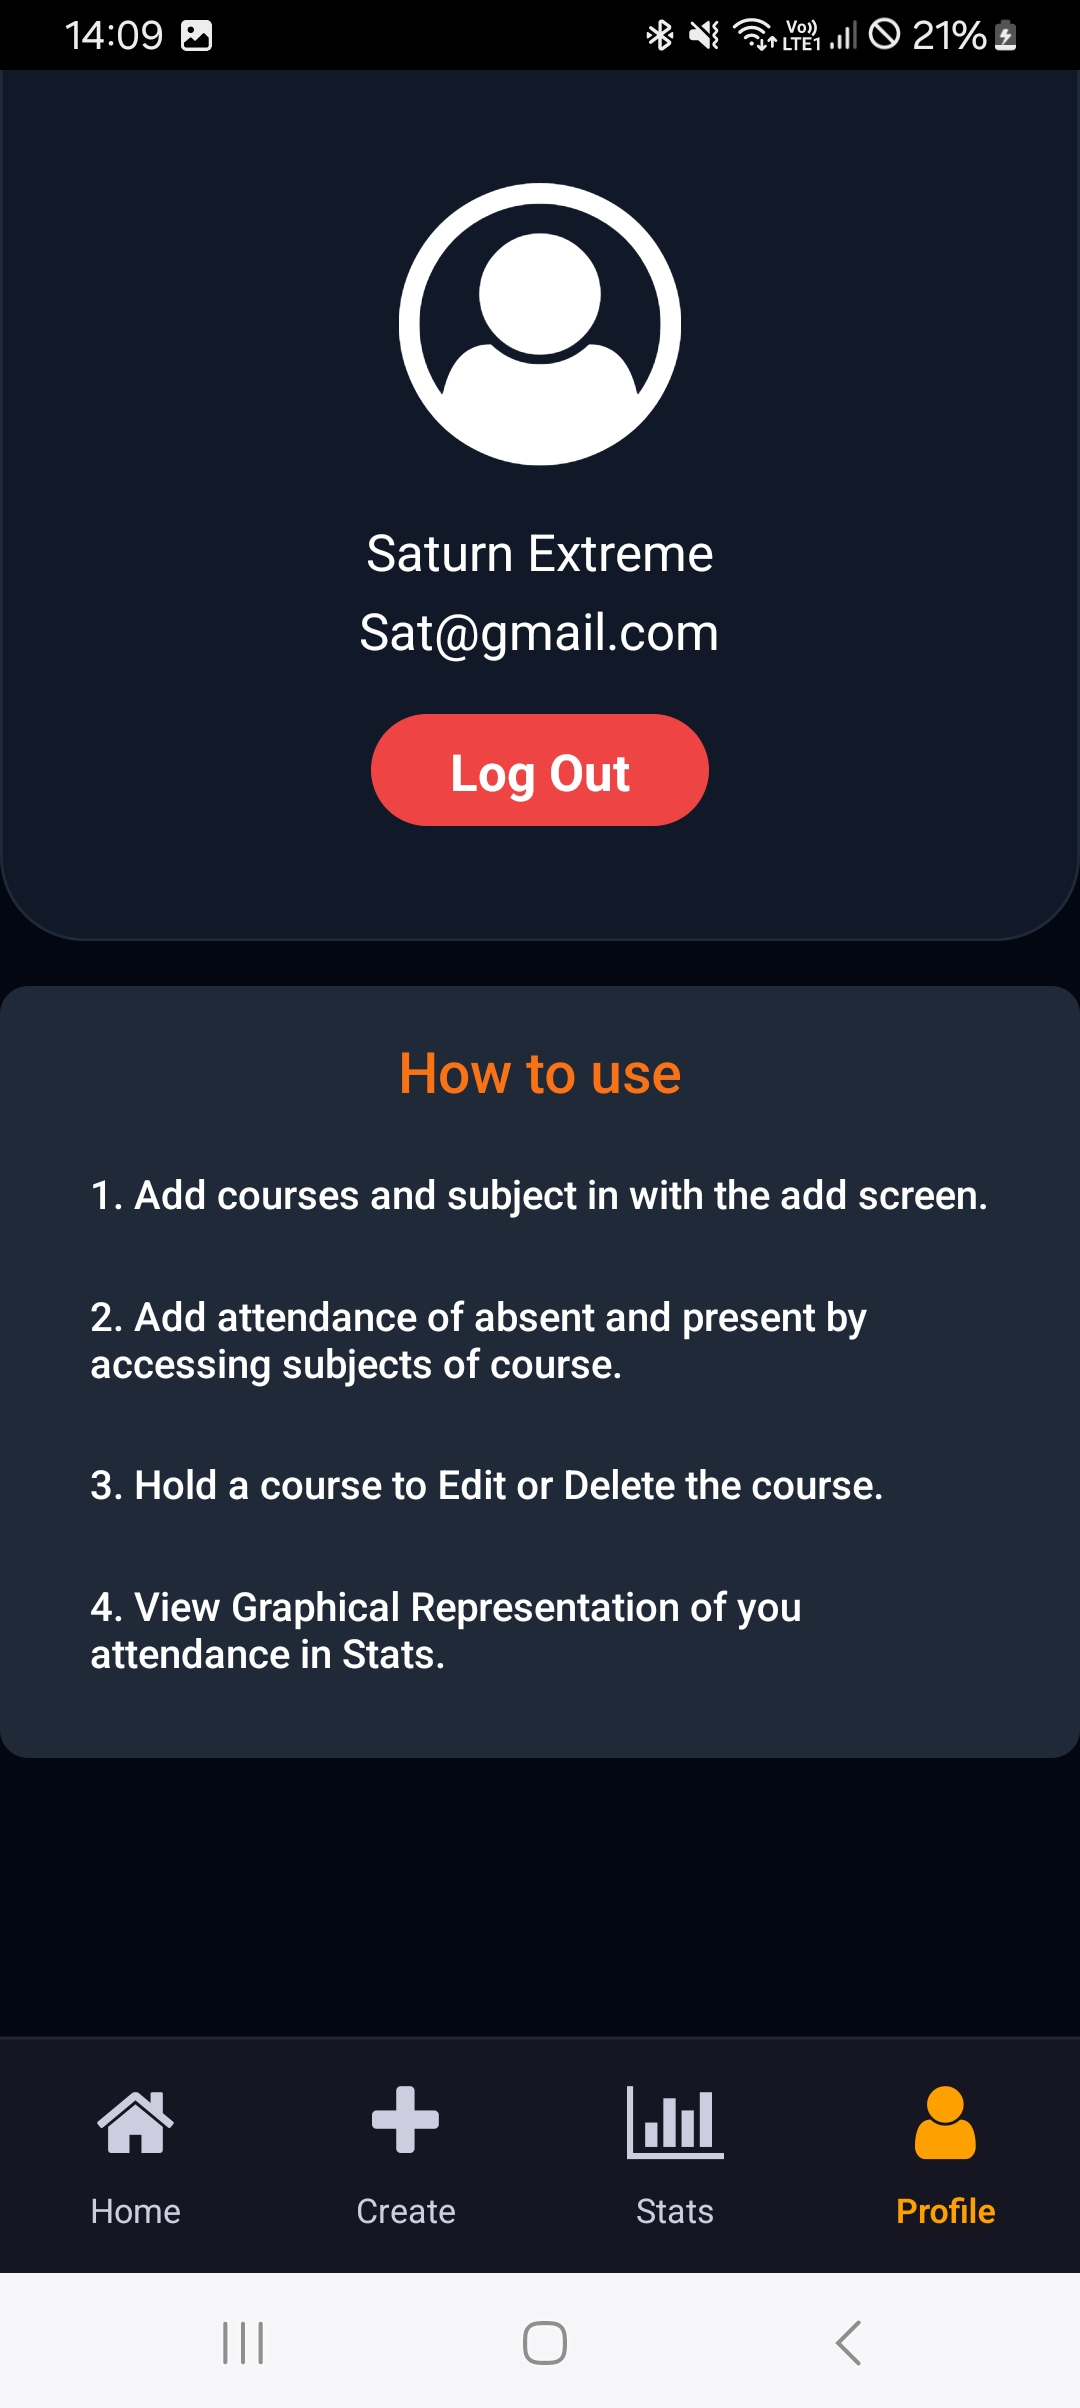 14:09
Vo))
LTE1
21%
Saturn Extreme
Sat@gmail.com
Log Out
How to use
1. Add courses and subject in with the add screen.
2. Add attendance of absent and present by
accessing subjects of course.
3. Hold a course to Edit or Delete the course.
4. View Graphical Representation of you
attendance in Stats.
Home
Create
Stats
Profile